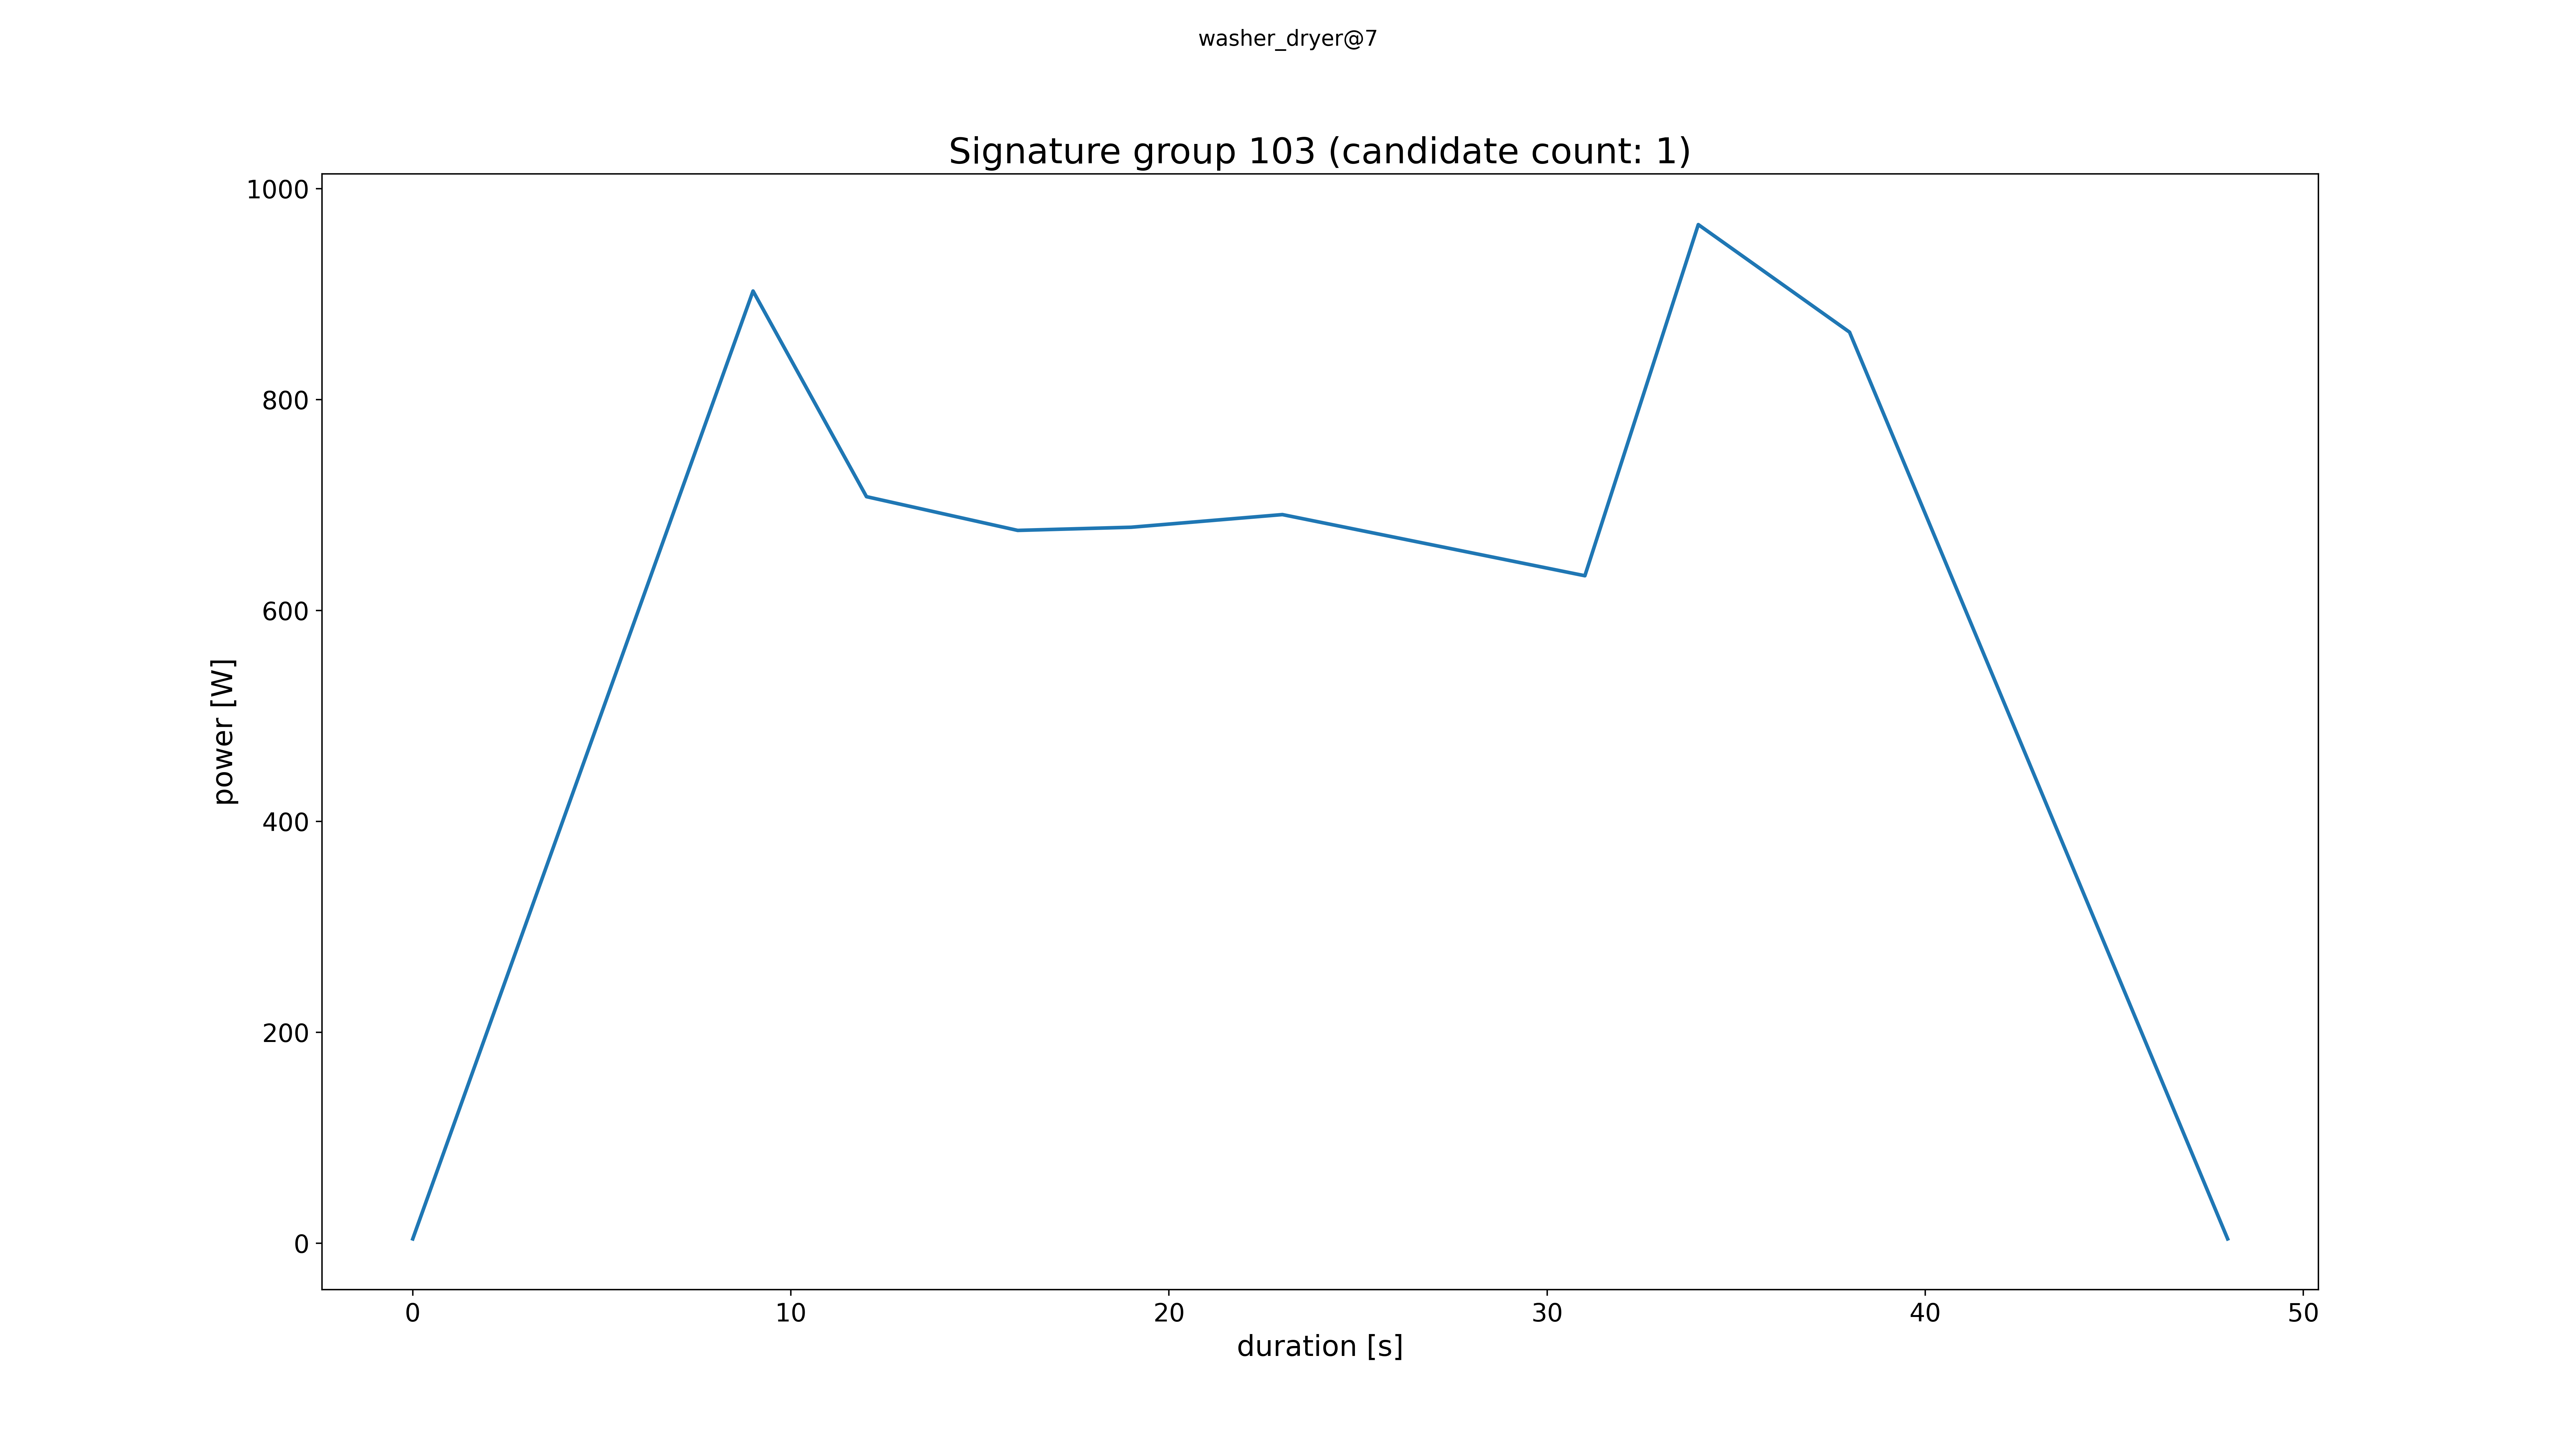 washer_dryer@7
Signature group 103 (candidate count: 1)
1000
800
600
400
200
0
power [W]
0 10 20 30 40 50
duration [s]